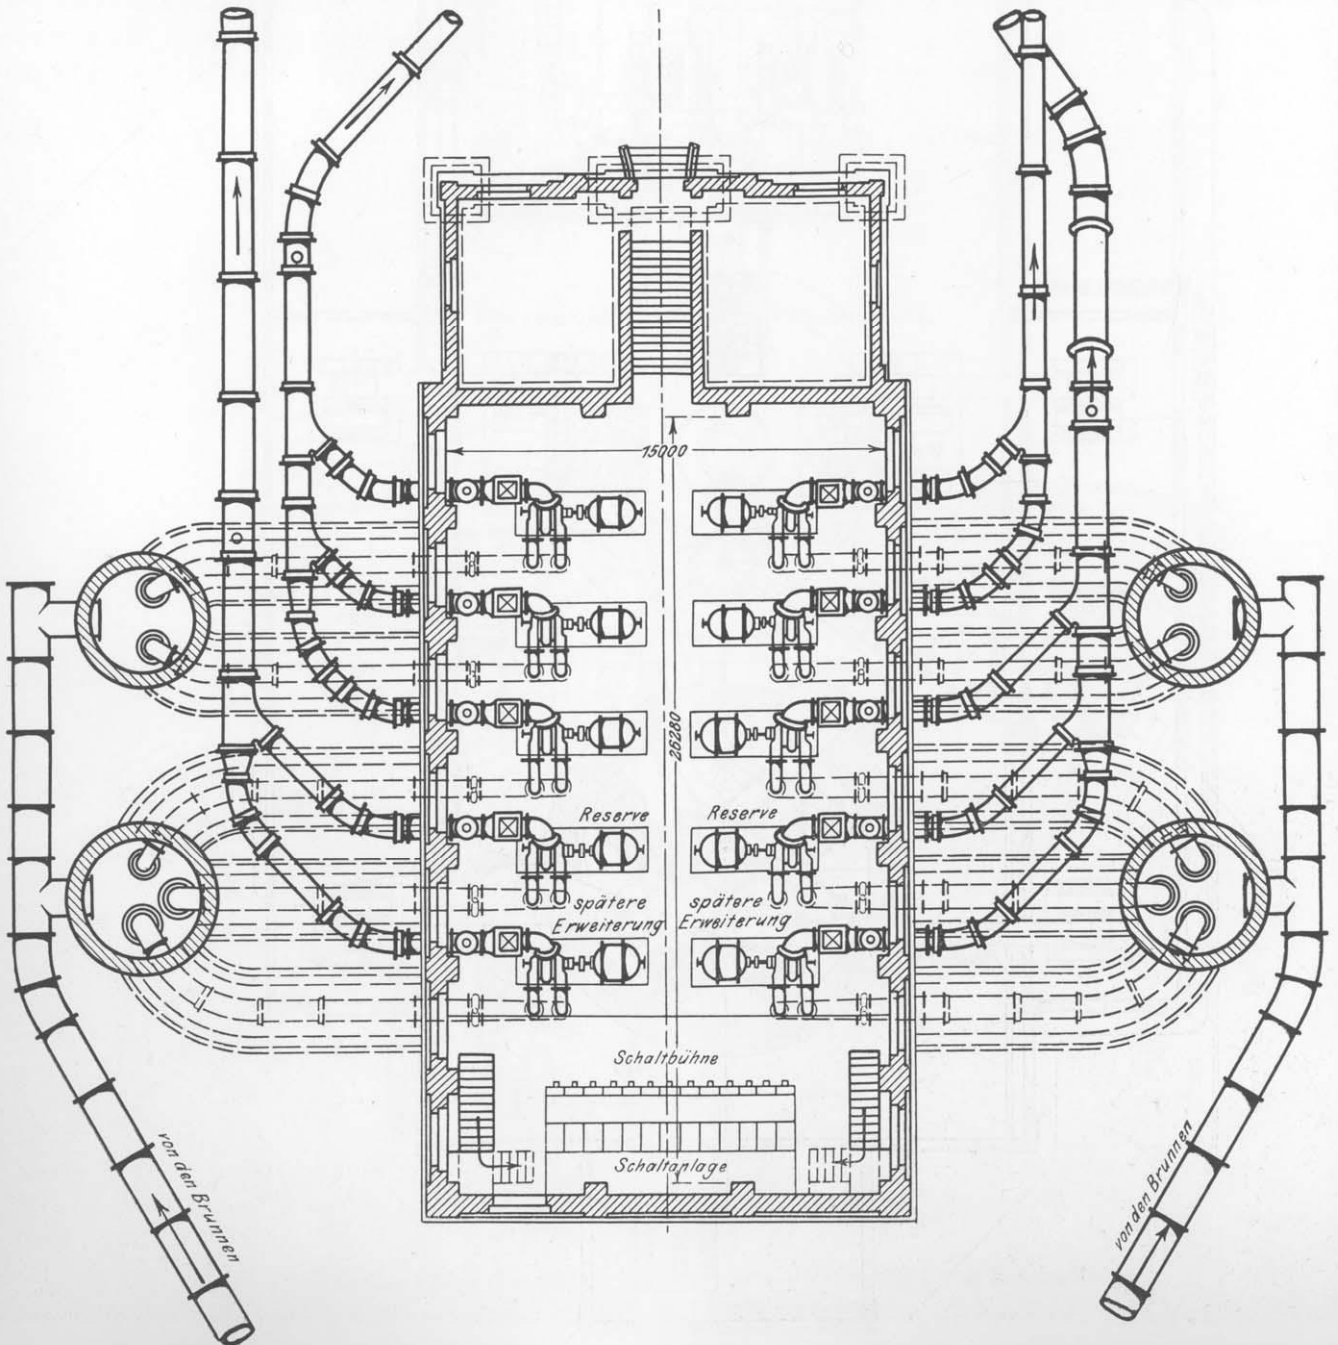 15000
26280
Reserve
Reserve
spätere
Erweiterung
spätere
Erweiterung
Schaltbühne
Schaltanlage
von den Brunnen
von den Brunnen